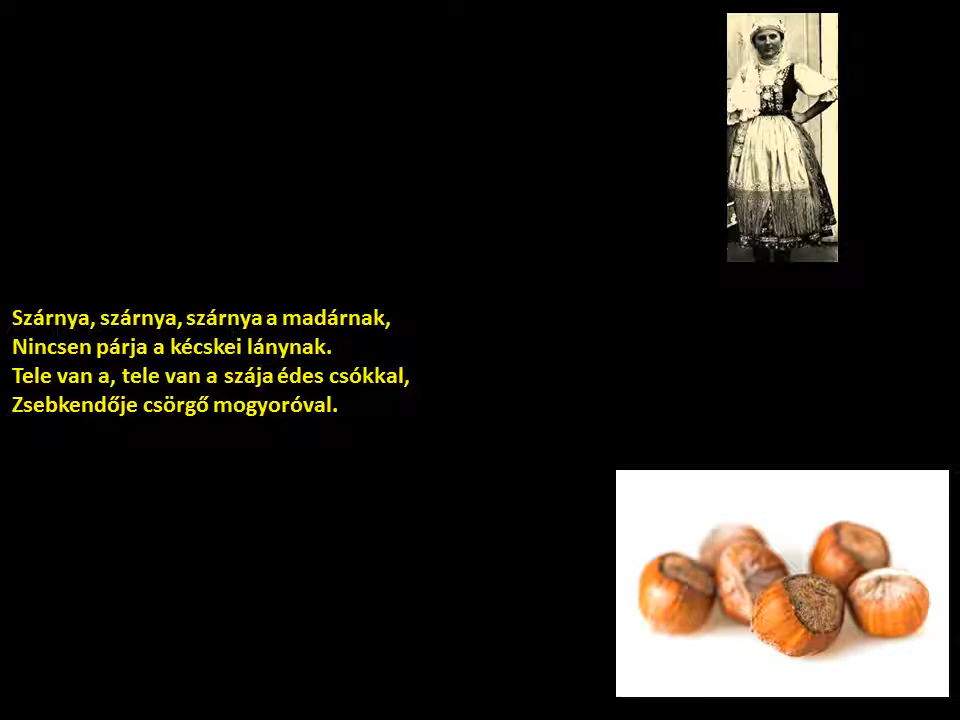 Szárnya, szárnya, szárnya a madárnak,
Nincsen párja a kécskei lánynak.
Tele van a, tele van a szája édes csókkal,
Zsebkendője csörgő mogyoróval.